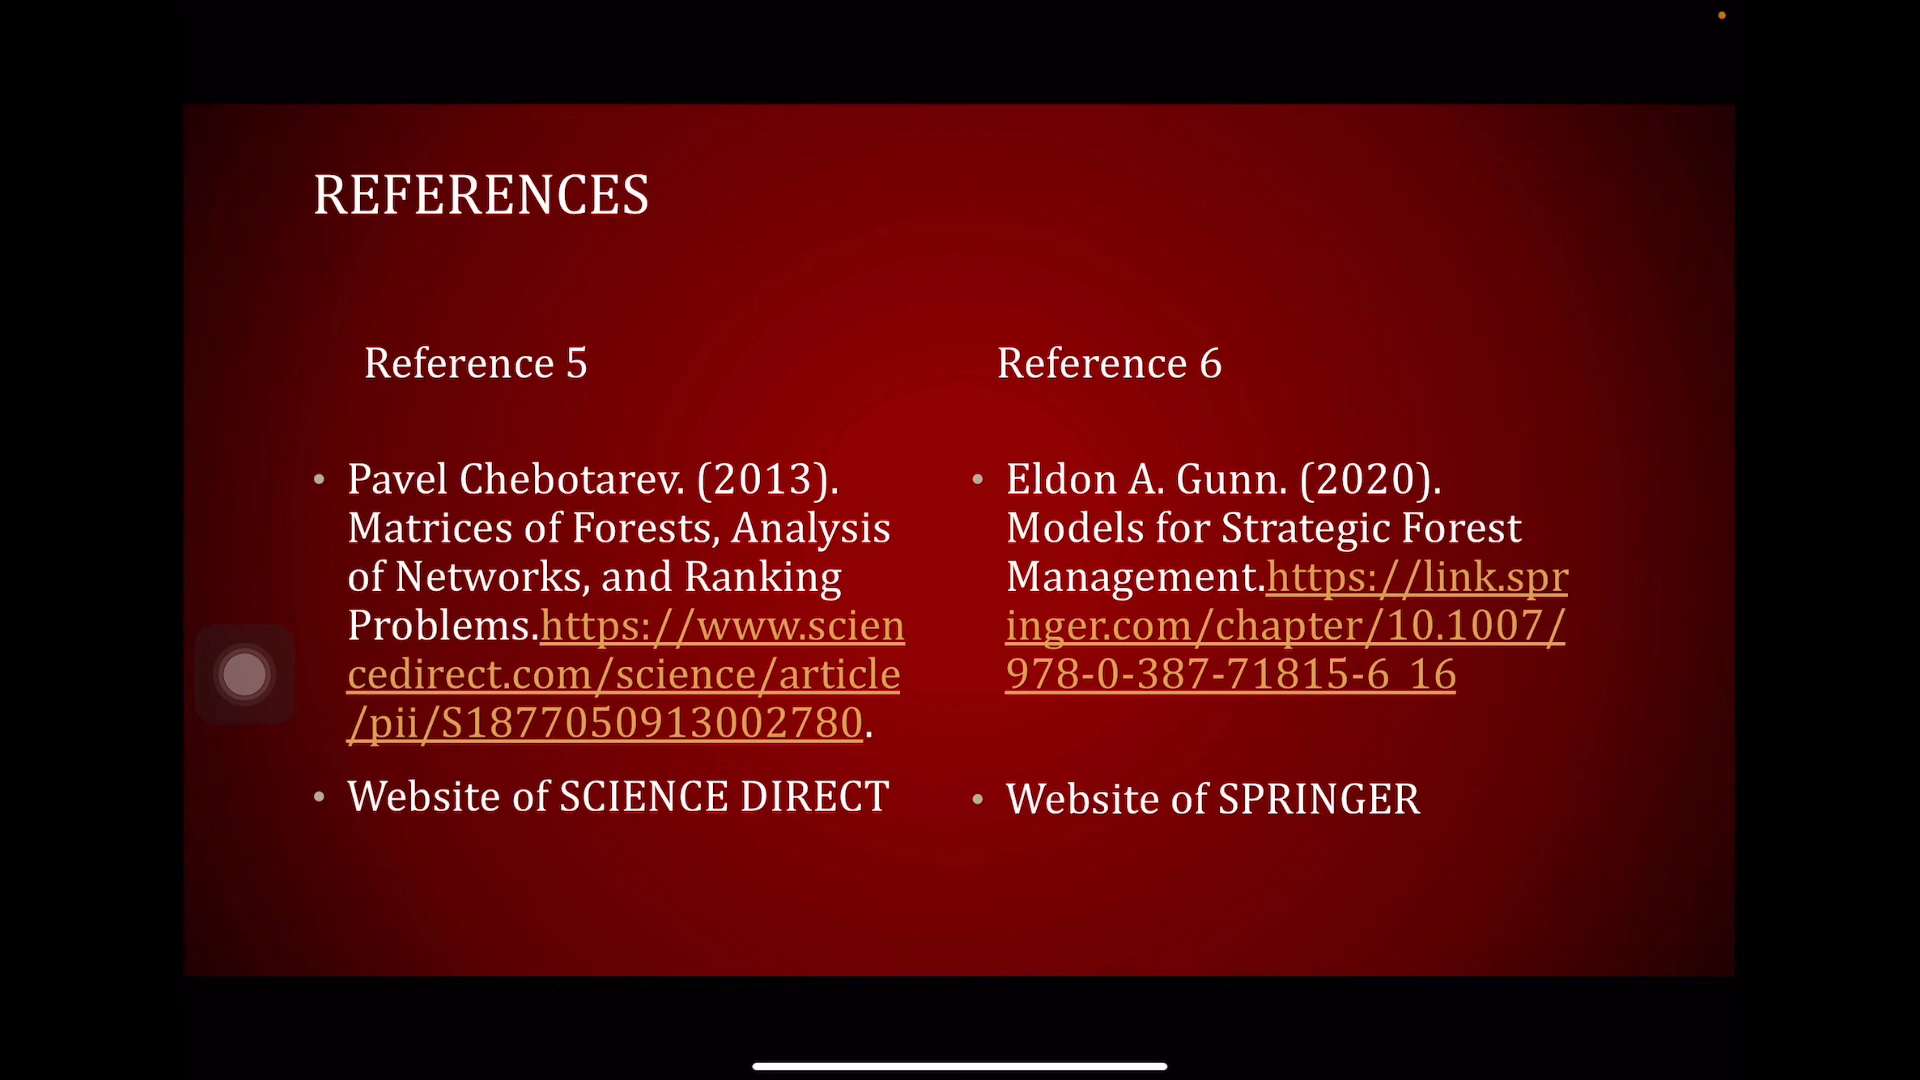 REFERENCES
Reference 5
Pavel Chebotarev. (2013).
Matrices of Forests, Analysis
of Networks, and Ranking
Problems.https://www.scien
cedirect.com/science/article
/pii/S1877050913002780.
Website of SCIENCE DIRECT
Reference 6
Eldon A. Gunn. (2020).
Models for Strategic Forest
Management.https://link.spr
inger.com/chapter/10.1007/
978-0-387-71815-6_16
Website of SPRINGER